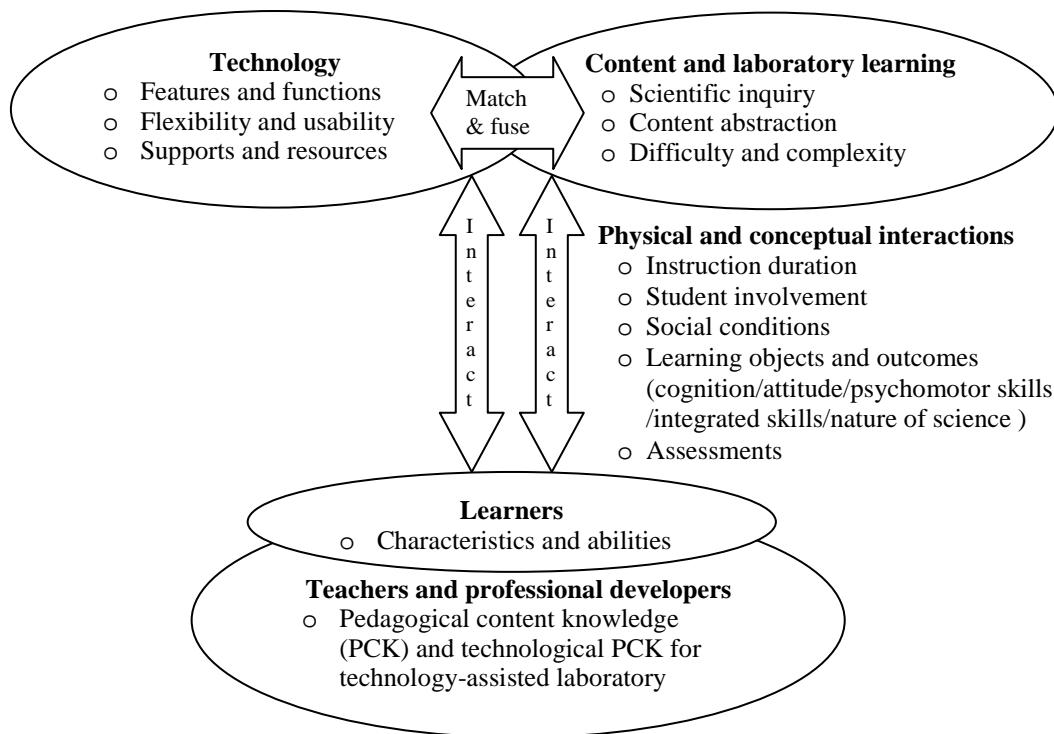 Technology
o Features and functions
o Flexibility and usability
o Supports and resources
Match
& fuse
Content and laboratory learning
o Scientific inquiry
o Content abstraction
o Difficulty and complexity
Interact
Interact
Physical and conceptual interactions
o Instruction duration
o Student involvement
o Social conditions
o Learning objects and outcomes
(cognition/attitude/psychomotor skills
/integrated skills/nature of science )
o Assessments
Learners
o Characteristics and abilities
Teachers and professional developers
o Pedagogical content knowledge
(PCK) and technological PCK for
technology-assisted laboratory